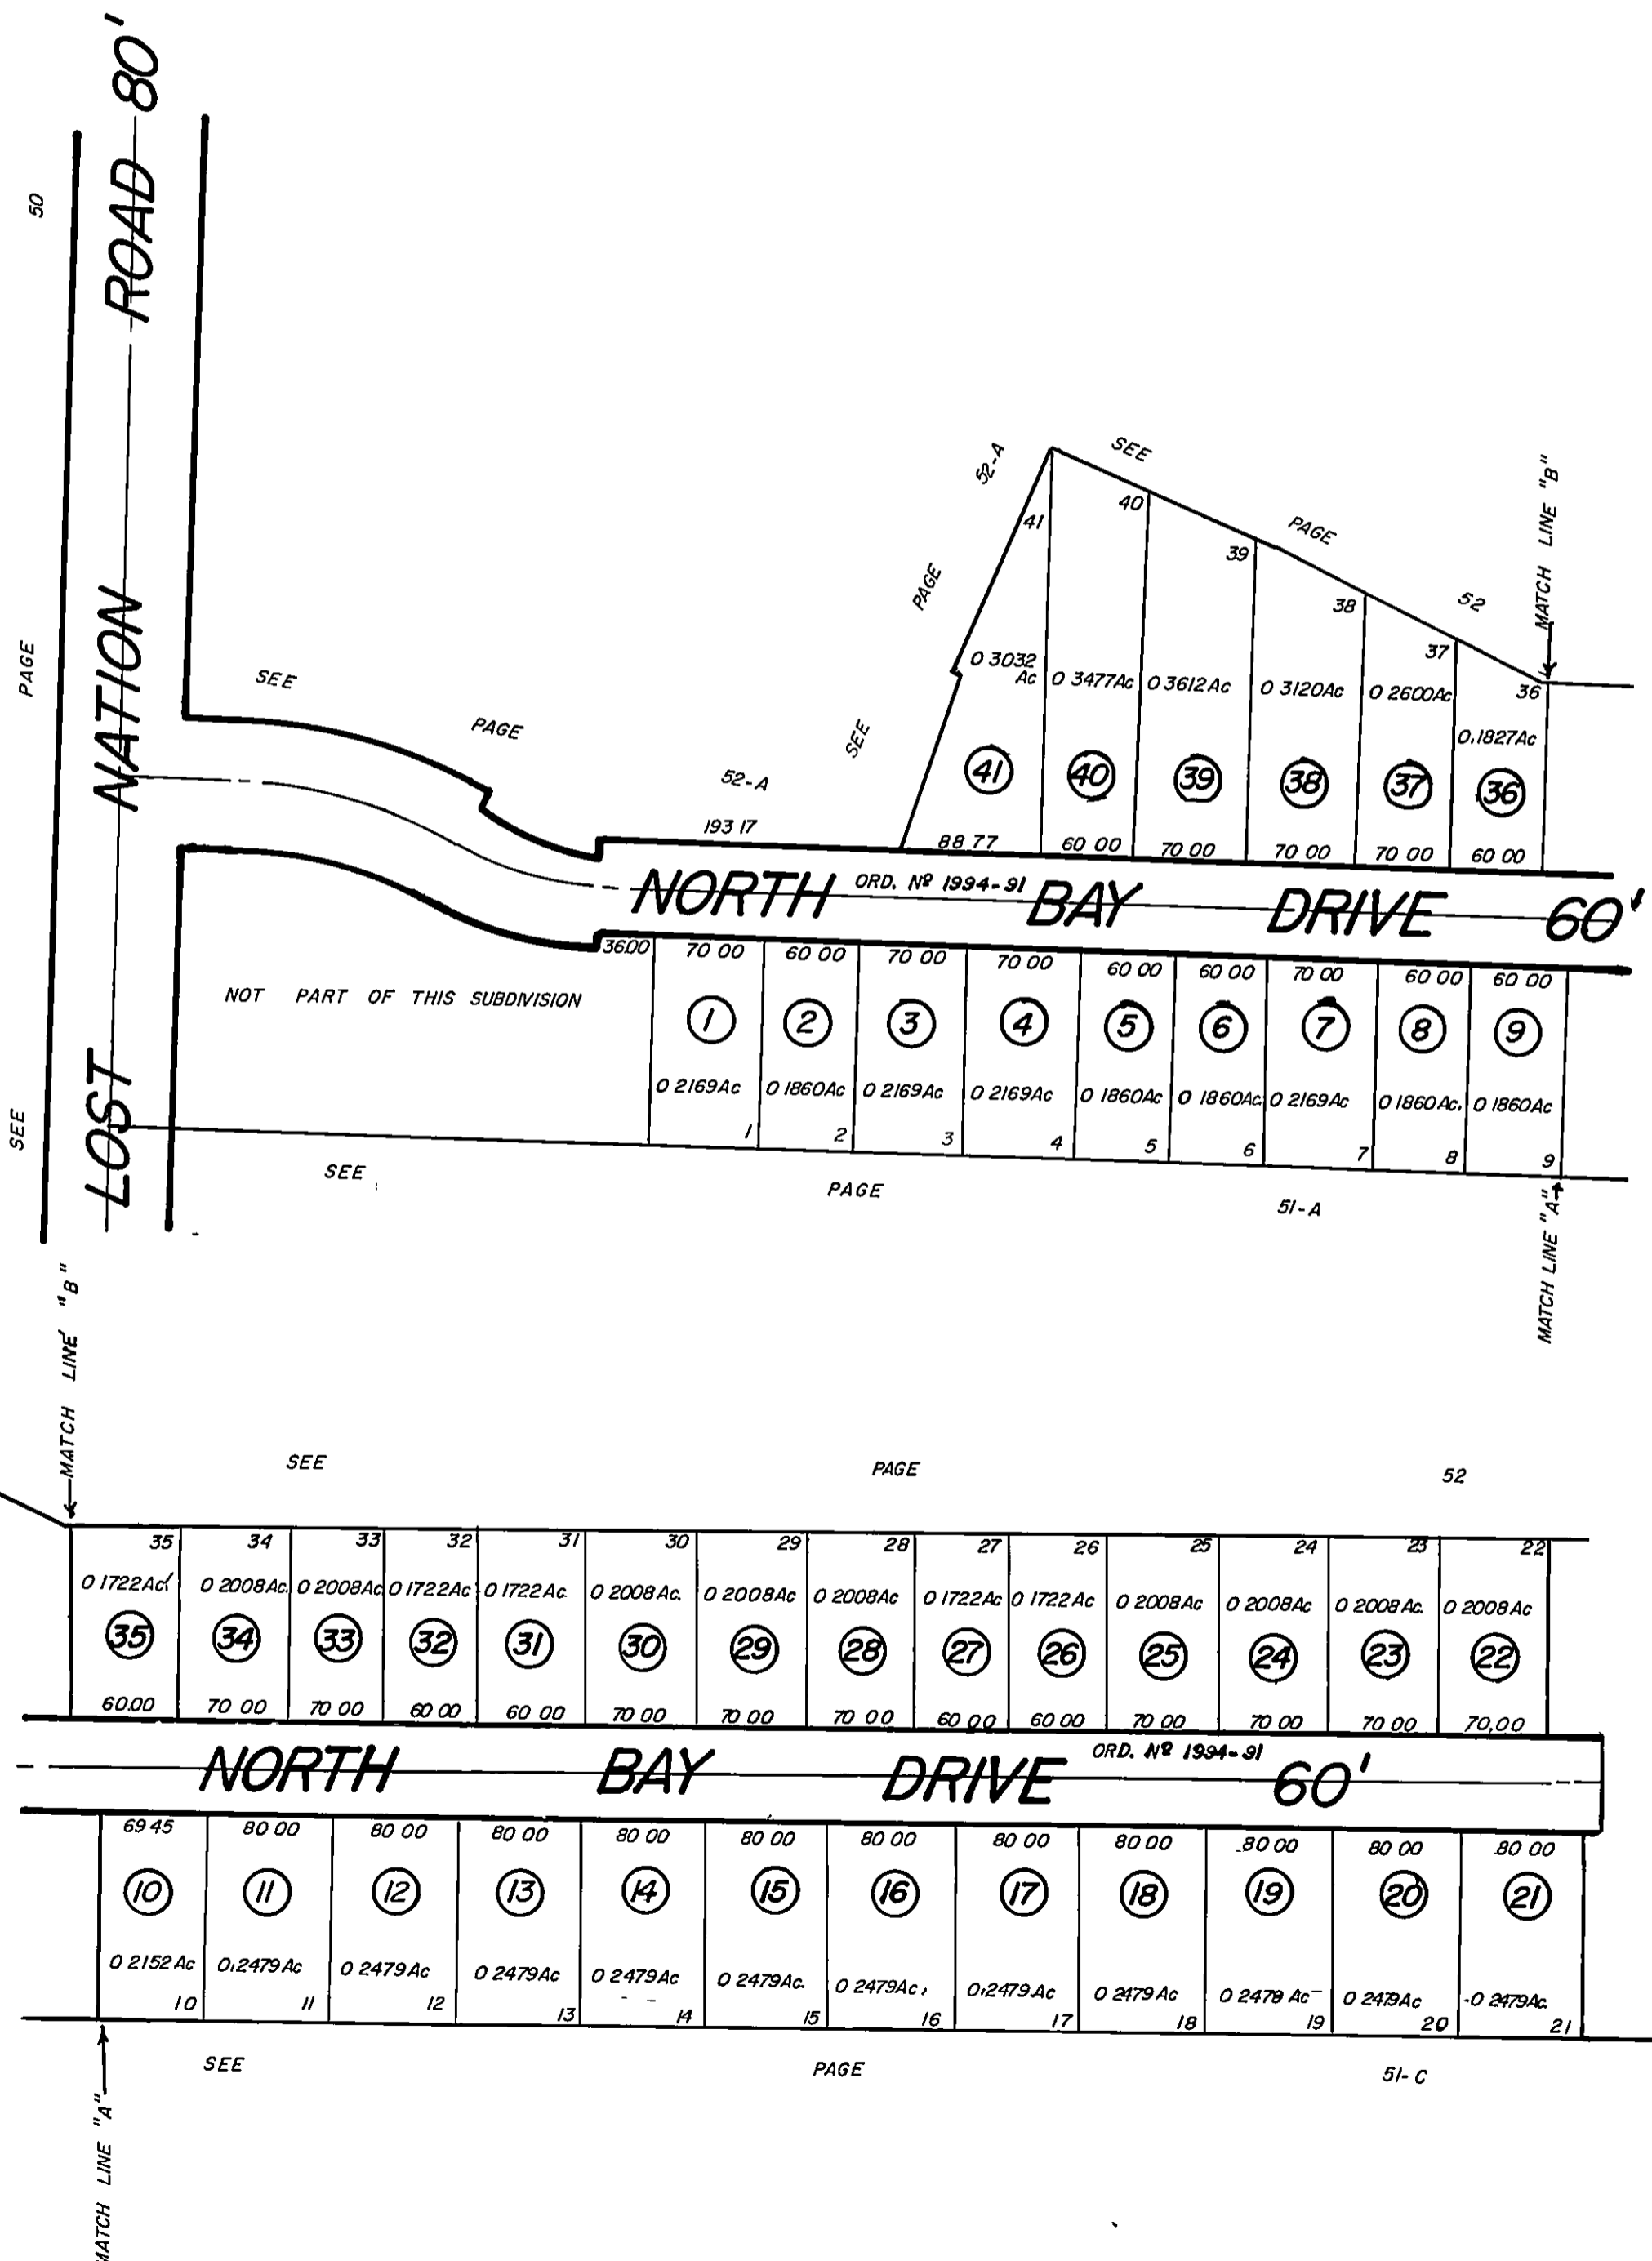 LOST NATION ROAD 80'
SEE PAGE 50
SEE PAGE 52-A
SEE PAGE 52-A
SEE PAGE 52
MATCH LINE "B"
41 40 39 38 37 36
0 3032 Ac 0 3477Ac 0 3612Ac 0 3120Ac 0 2600Ac 0.1827Ac
41 40 39 38 37 36
193 17 88 77 60 00 70 00 70 00 70 00 60 00
NORTH BAY DRIVE 60'
ORD. Nº 1994-91
3600 70 00 60 00 70 00 70 00 60 00 60 00 70 00 60 00 60 00
NOT PART OF THIS SUBDIVISION
1 2 3 4 5 6 7 8 9
0 2169Ac 0 1860Ac 0 2169Ac 0 2169Ac 0 1860Ac 0 1860Ac. 0 2169Ac 0 1860Ac. 0 1860Ac
1 2 3 4 5 6 7 8 9
SEE PAGE 51-A
MATCH LINE "A"
MATCH LINE "B"
SEE PAGE 52
35 34 33 32 31 30 29 28 27 26 25 24 23 22
0 1722Ac 0 2008Ac. 0 2008Ac 0 1722Ac 0 1722Ac. 0 2008Ac. 0 2008Ac 0 2008Ac 0 1722Ac 0 1722Ac 0 2008Ac 0 2008Ac 0 2008Ac. 0 2008Ac
35 34 33 32 31 30 29 28 27 26 25 24 23 22
60.00 70 00 70 00 60 00 60 00 70 00 70 00 70 00 60 00 60 00 70 00 70 00 70 00 70,00
NORTH BAY DRIVE 60'
ORD. Nº 1994-91
69 45 80 00 80 00 80 00 80 00 80 00 80 00 80 00 80 00 80 00 80 00 80 00
10 11 12 13 14 15 16 17 18 19 20 21
0 2152 Ac 0.2479 Ac 0 2479 Ac 0 2479Ac 0 2479Ac 0 2479Ac. 0 2479Ac, 0.2479.Ac 0 2479 Ac 0 2479 Ac 0 2479Ac 0 2479Ac.
10 11 12 13 14 15 16 17 18 19 20 21
SEE PAGE 51-C
MATCH LINE "A"